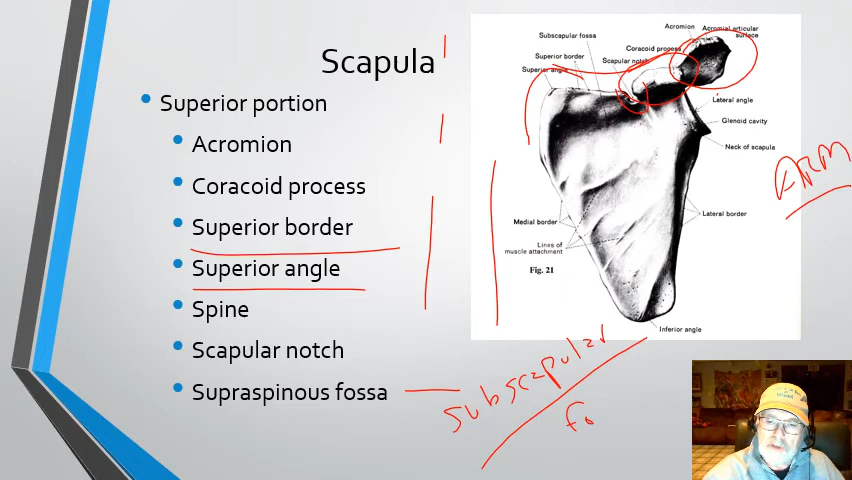 Scapula
Superior portion
Acromion
Coracoid process
Superior border
Superior angle
Spine
Scapular notch
Supraspinous fossa
Acromion
Acromial articular
surface
Subscapular fossa
Coracoid process
Superior border
Scapular notch
Superior angle
Lateral angle
Glenoid cavity
Neck of scapula
Lateral border
Medial border
Lines of
muscle attachment
Fig. 21
Inferior angle
ARM
Subscapular
fo